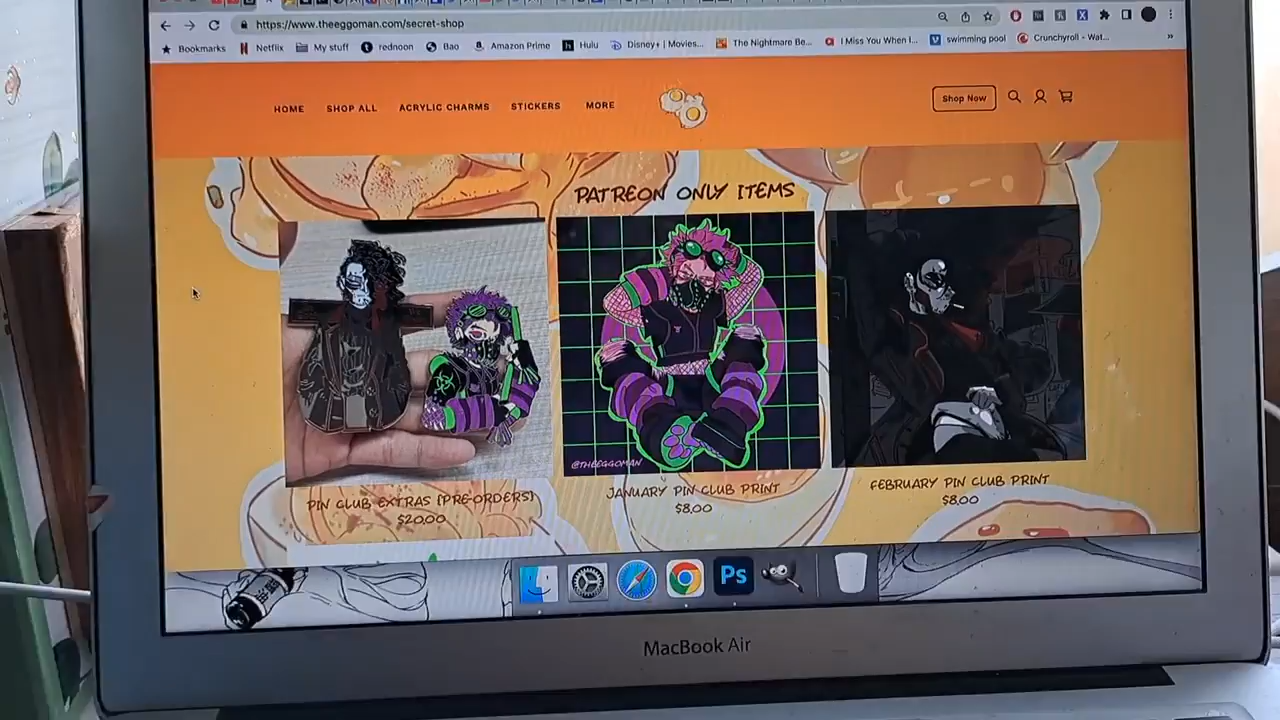 https://www.theeggoman.com/secret-shop
Bookmarks
Netflix
My stuff
rednoon
Bao
Amazon Prime
Hulu
Disney+ | Movies...
The Nightmare Be...
I Miss You When I...
swimming pool
Crunchyroll - Wat...
HOME
SHOP ALL
ACRYLIC CHARMS
STICKERS
MORE
Shop Now
PATREON ONLY ITEMS
@THEEGGOMAN
PIN CLUB EXTRAS [PRE-ORDERS]
$20.00
JANUARY PIN CLUB PRINT
$8.00
FEBRUARY PIN CLUB PRINT
$8.00
Ps
MacBook Air